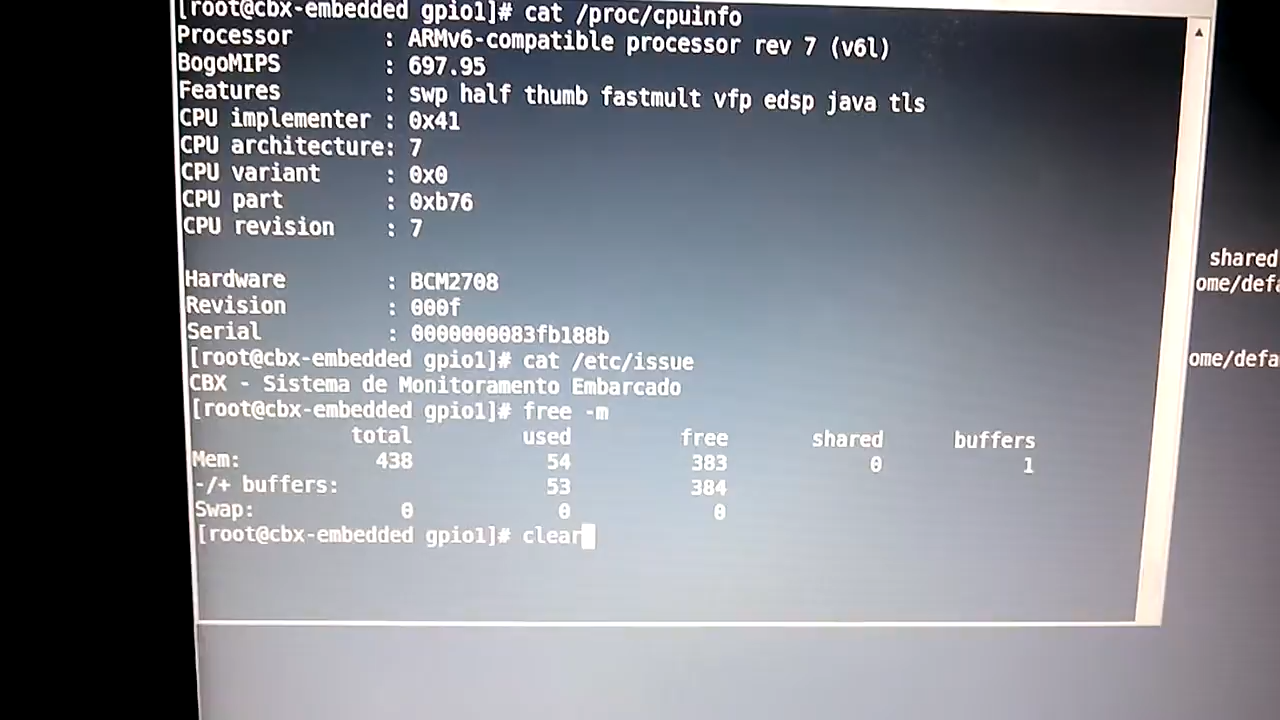 [root@cbx-embedded gpio1]# cat /proc/cpuinfo
Processor : ARMv6-compatible processor rev 7 (v6l)
BogoMIPS : 697.95
Features : swp half thumb fastmult vfp edsp java tls
CPU implementer : 0x41
CPU architecture: 7
CPU variant : 0x0
CPU part : 0xb76
CPU revision : 7
Hardware : BCM2708
Revision : 000f
Serial : 0000000083fb188b
[root@cbx-embedded gpio1]# cat /etc/issue
CBX - Sistema de Monitoramento Embarcado
[root@cbx-embedded gpio1]# free -m
total used free shared buffers
Mem: 438 54 383 0 1
-/+ buffers: 53 384
Swap: 0 0 0
[root@cbx-embedded gpio1]# clear
shared
ome/defa
ome/defa